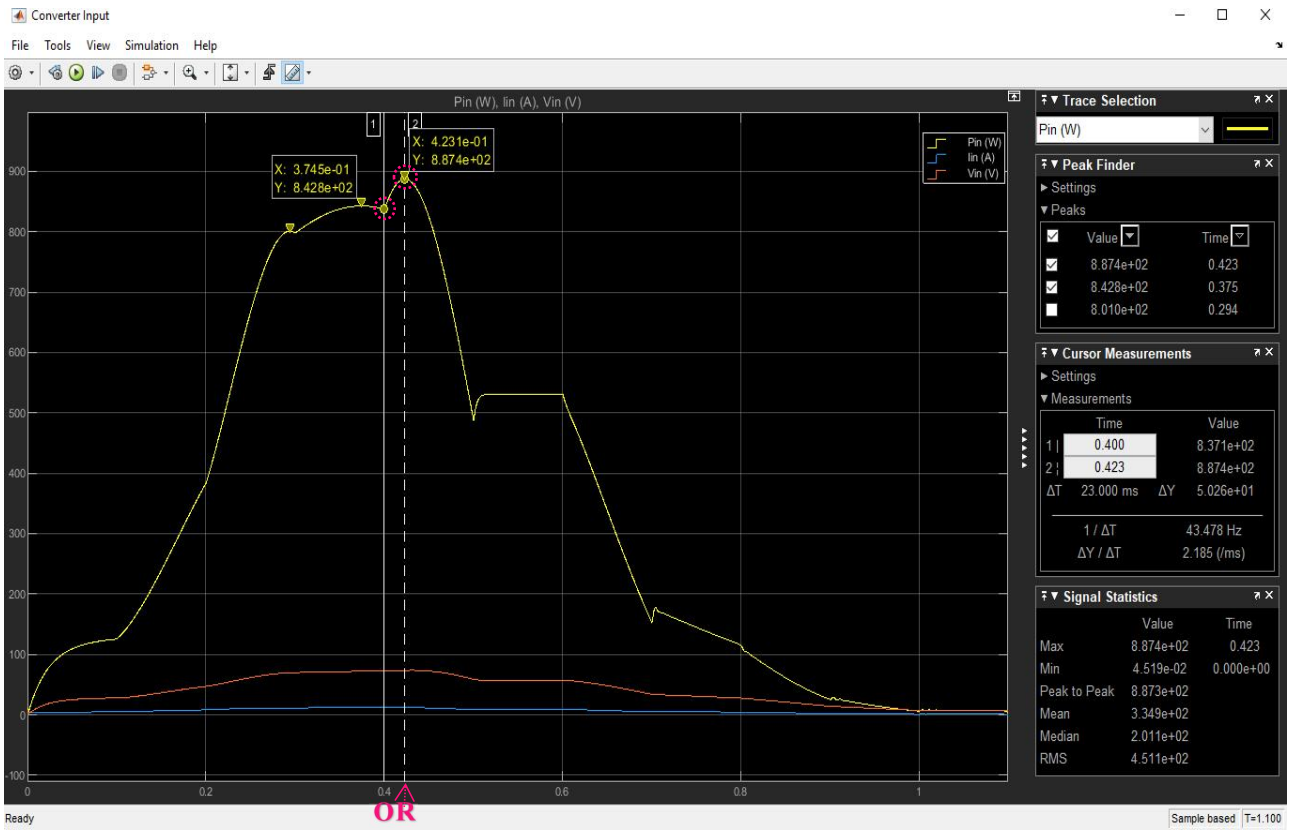 Converter Input
File Tools View Simulation Help
Pin (W), Iin (A), Vin (V)
1 2
X: 4.231e-01
Y: 8.874e+02
X: 3.745e-01
Y: 8.428e+02
Pin (W)
Iin (A)
Vin (V)
900
800
700
600
500
400
300
200
100
0
-100
0 0.2 0.4 0.6 0.8 1
OR
Trace Selection
Pin (W)
Peak Finder
Settings
Peaks
Value Time
8.874e+02 0.423
8.428e+02 0.375
8.010e+02 0.294
Cursor Measurements
Settings
Measurements
Time Value
1 | 0.400 8.371e+02
2 ¦ 0.423 8.874e+02
ΔT 23.000 ms ΔY 5.026e+01
1 / ΔT 43.478 Hz
ΔY / ΔT 2.185 (/ms)
Signal Statistics
Value Time
Max 8.874e+02 0.423
Min 4.519e-02 0.000e+00
Peak to Peak 8.873e+02
Mean 3.349e+02
Median 2.011e+02
RMS 4.511e+02
Ready Sample based T=1.100